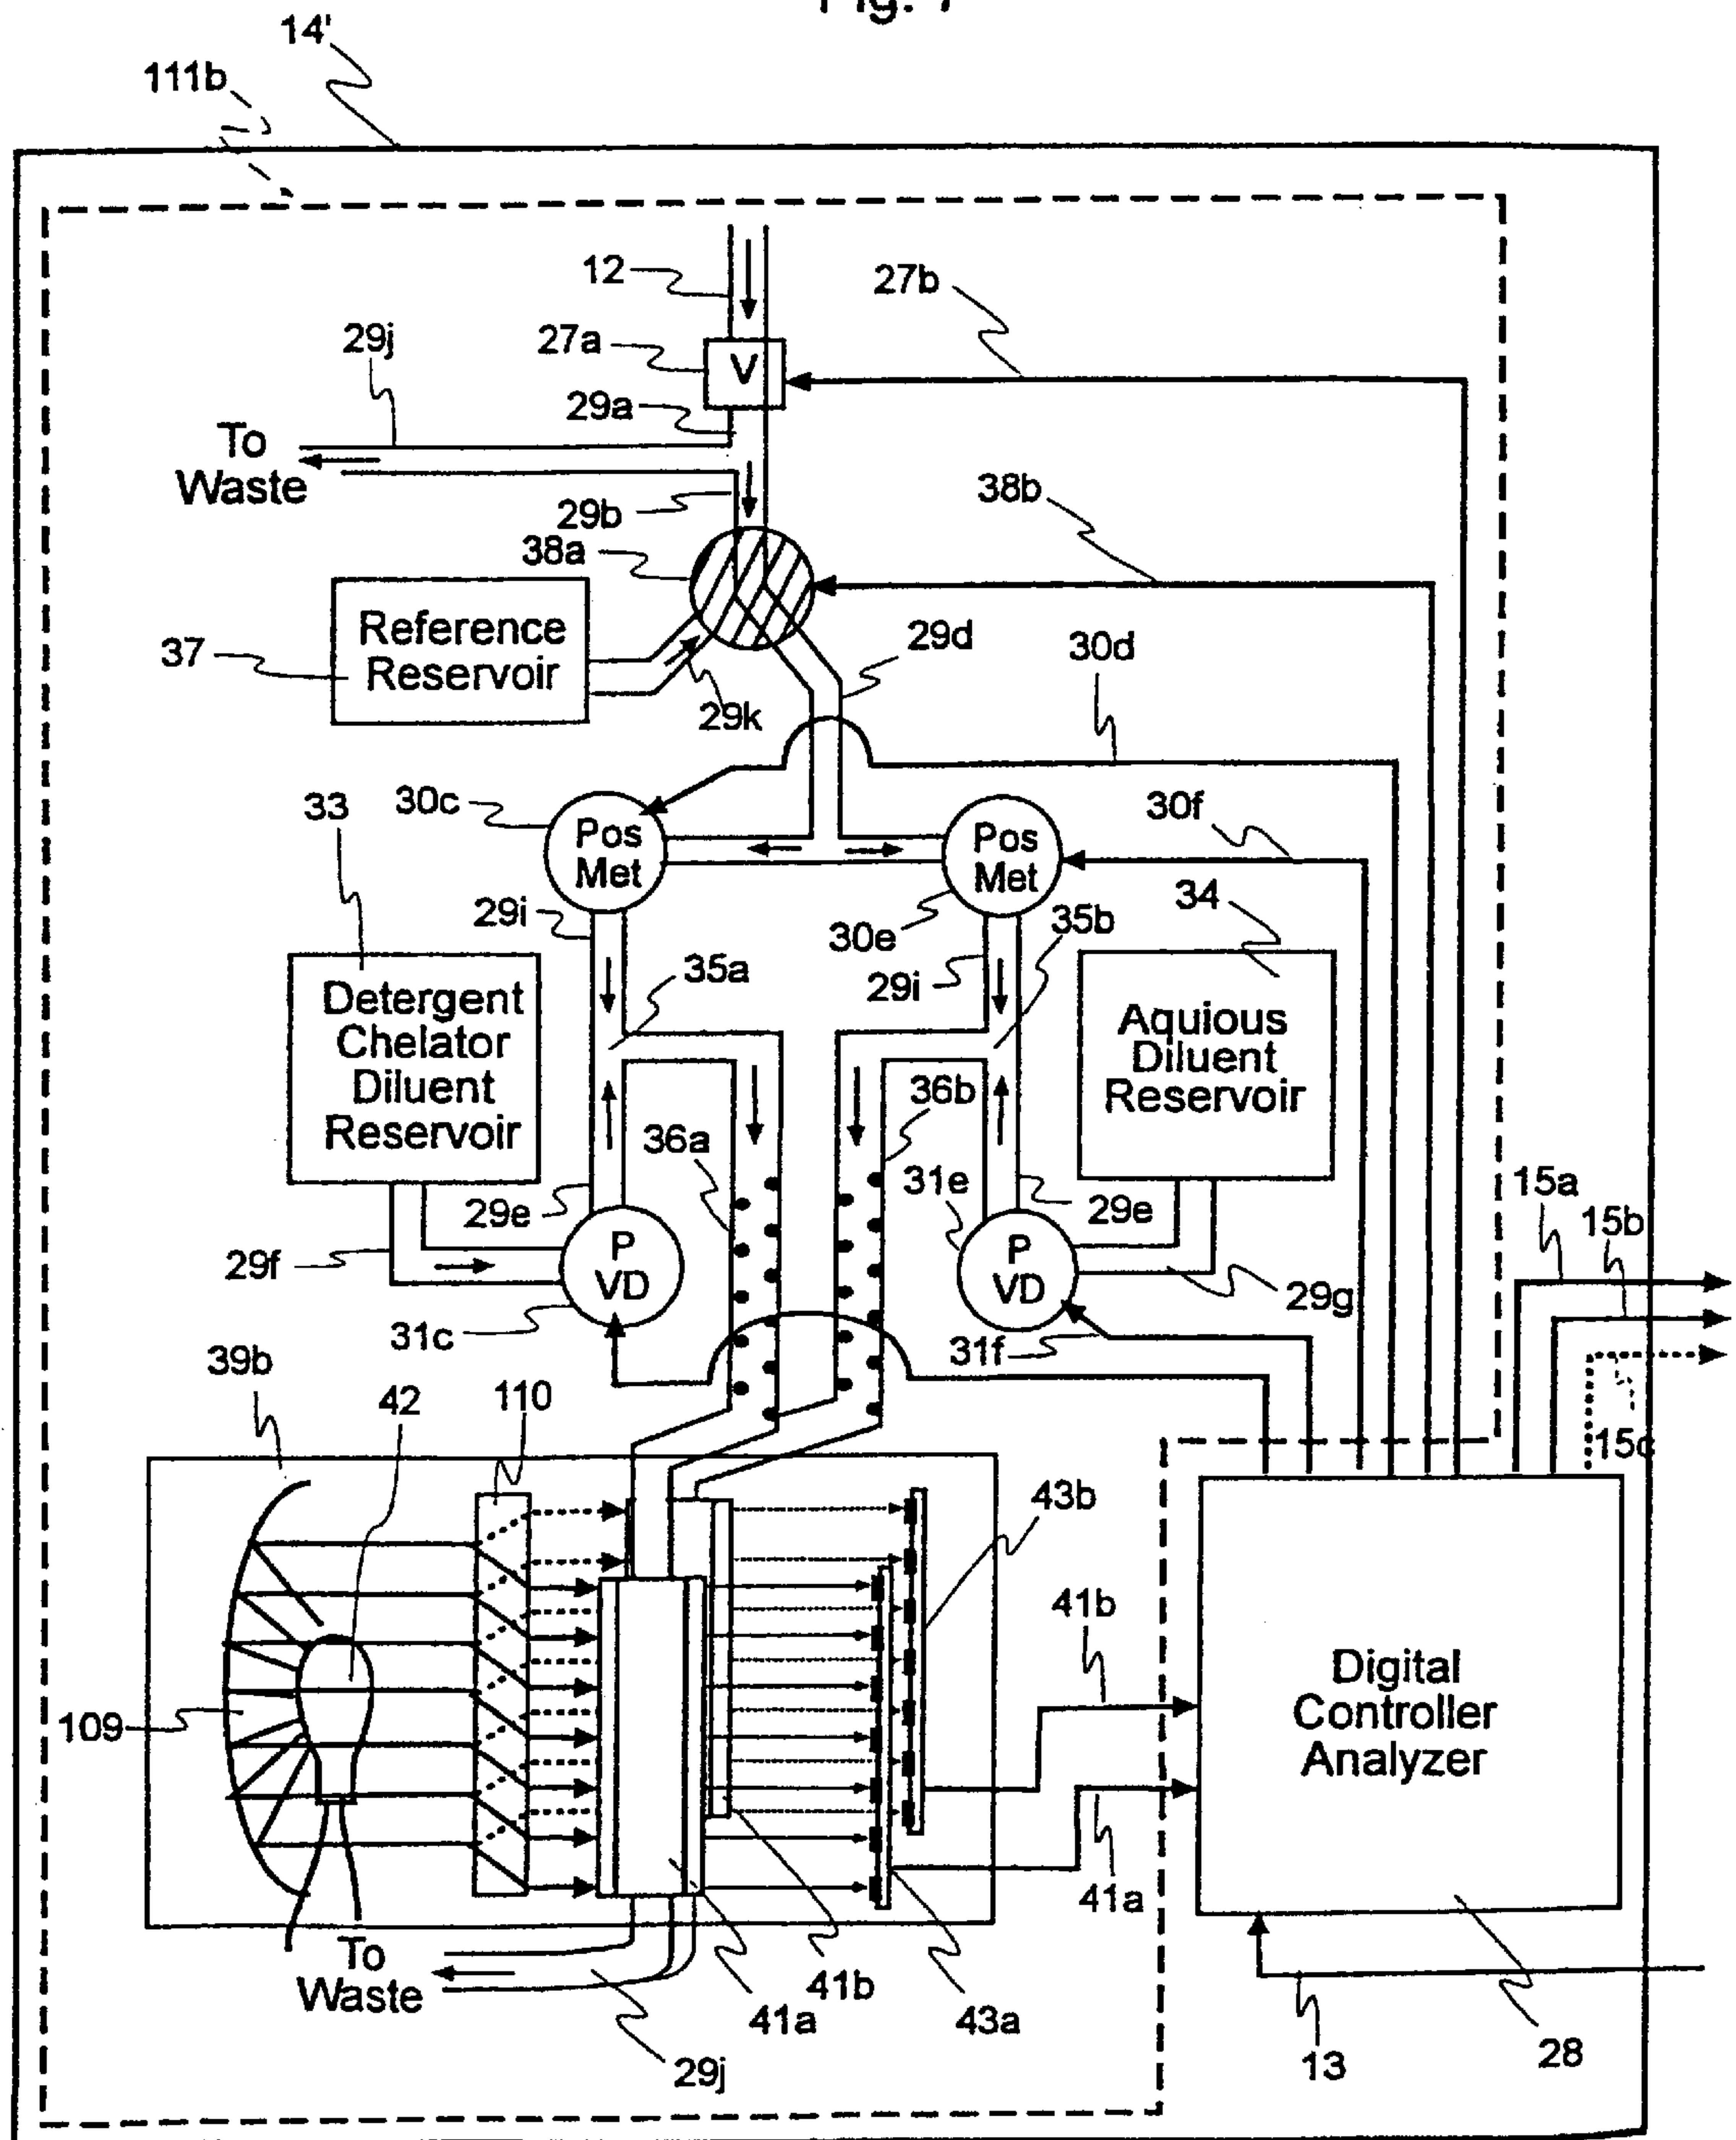 14'
111b
12
27b
29j
27a
V
29a
To
Waste
38b
29b
38a
Reference
Reservoir
37
29d
30d
29k
30c
33
Pos
Met
Pos
Met
30f
34
29i
30e
35b
29i
35a
Detergent
Chelator
Diluent
Reservoir
Aquious
Diluent
Reservoir
36b
36a
31e
15a
29e
29e
15b
29f
P
VD
P
VD
29g
31c
31f
39b
42
110
15c
43b
41b
109
Digital
Controller
Analyzer
41a
To
Waste
41b
41a
43a
29j
13
28